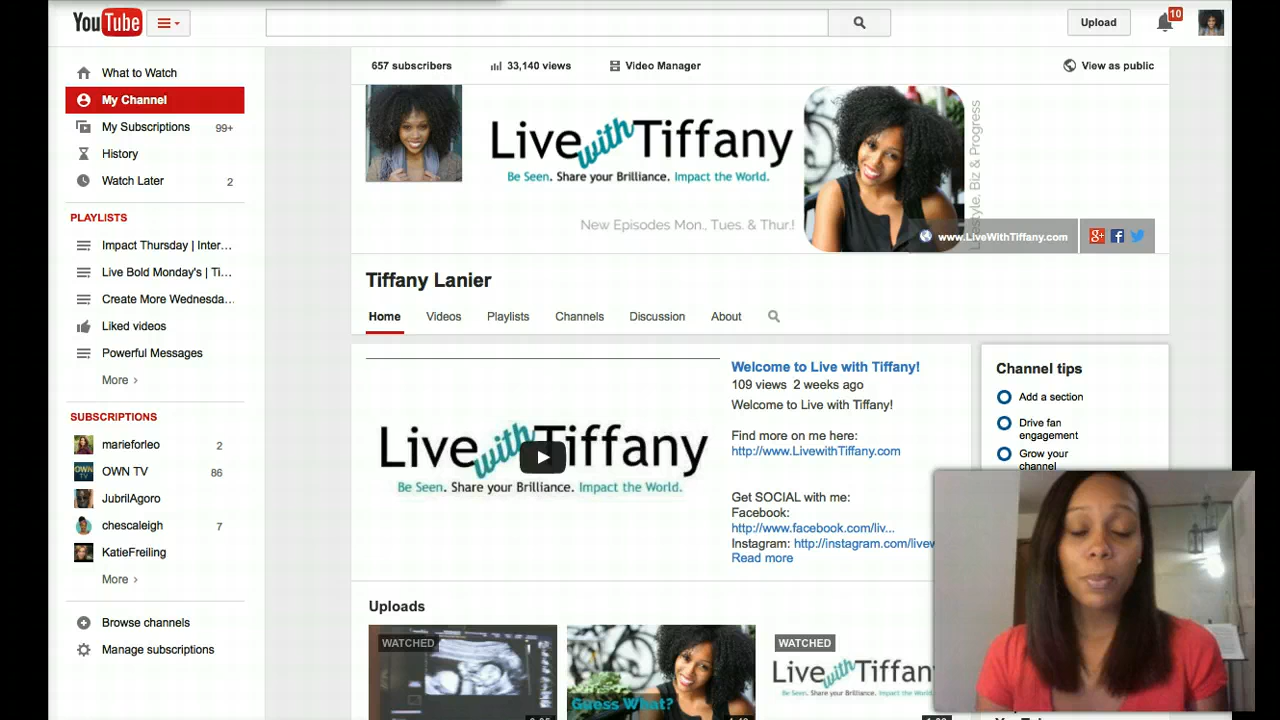 YouTube
Upload
10
What to Watch
My Channel
My Subscriptions 99+
History
Watch Later 2
PLAYLISTS
Impact Thursday | Inter...
Live Bold Monday's | Ti...
Create More Wednesda...
Liked videos
Powerful Messages
More >
SUBSCRIPTIONS
marieforleo 2
OWN TV 86
JubrilAgoro
chescaleigh 7
KatieFreiling
More >
Browse channels
Manage subscriptions
657 subscribers 33,140 views Video Manager View as public
Live with Tiffany
Be Seen. Share your Brilliance. Impact the World.
New Episodes Mon., Tues. & Thur.!
Lifestyle, Biz & Progress
www.LiveWithTiffany.com
Tiffany Lanier
Home Videos Playlists Channels Discussion About
Live with Tiffany
Be Seen. Share your Brilliance. Impact the World.
Welcome to Live with Tiffany!
109 views 2 weeks ago
Welcome to Live with Tiffany!
Find more on me here:
http://www.LivewithTiffany.com
Get SOCIAL with me:
Facebook:
http://www.facebook.com/liv...
Instagram: http://instagram.com/livew
Read more
Channel tips
Add a section
Drive fan
engagement
Grow your
channel
Uploads
WATCHED
Guess What?
WATCHED
Live with Tiffany
Be Seen. Share your Brilliance. Impact the World.